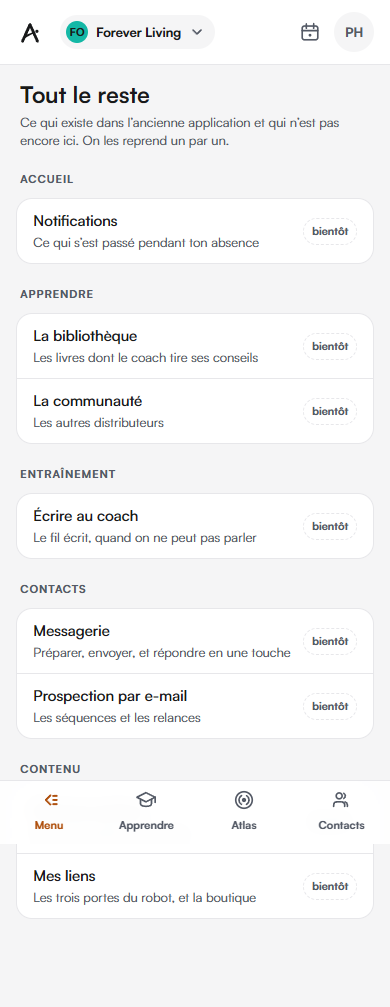 FO Forever Living
PH
Tout le reste
Ce qui existe dans l'ancienne application et qui n'est pas
encore ici. On les reprend un par un.
ACCUEIL
Notifications
Ce qui s'est passé pendant ton absence
bientôt
APPRENDRE
La bibliothèque
Les livres dont le coach tire ses conseils
bientôt
La communauté
Les autres distributeurs
bientôt
ENTRAÎNEMENT
Écrire au coach
Le fil écrit, quand on ne peut pas parler
bientôt
CONTACTS
Messagerie
Préparer, envoyer, et répondre en une touche
bientôt
Prospection par e-mail
Les séquences et les relances
bientôt
CONTENU
Menu
Apprendre
Atlas
Contacts
Mes liens
Les trois portes du robot, et la boutique
bientôt